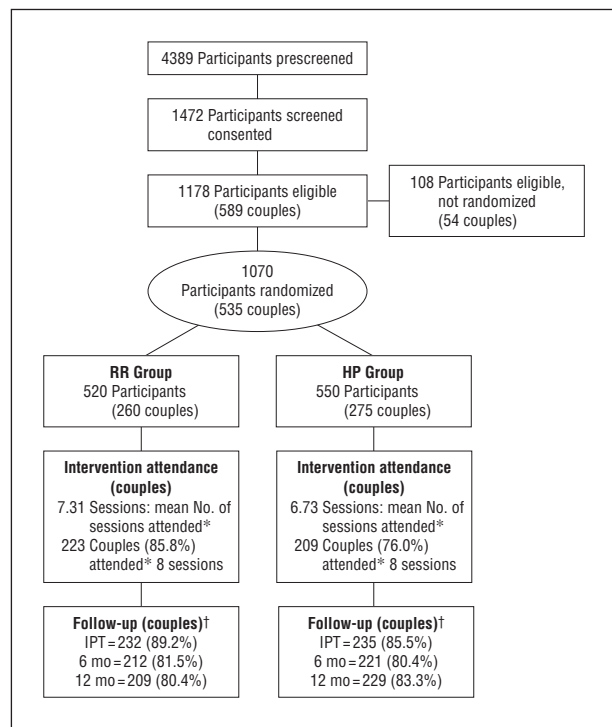 4389 Participants prescreened
1472 Participants screened
consented
1178 Participants eligible
(589 couples)
108 Participants eligible,
not randomized
(54 couples)
1070
Participants randomized
(535 couples)
RR Group
520 Participants
(260 couples)
HP Group
550 Participants
(275 couples)
Intervention attendance
(couples)
7.31 Sessions: mean No. of
sessions attended*
223 Couples (85.8%)
attended* 8 sessions
Intervention attendance
(couples)
6.73 Sessions: mean No. of
sessions attended*
209 Couples (76.0%)
attended* 8 sessions
Follow-up (couples)†
IPT = 232 (89.2%)
6 mo = 212 (81.5%)
12 mo = 209 (80.4%)
Follow-up (couples)†
IPT = 235 (85.5%)
6 mo = 221 (80.4%)
12 mo = 229 (83.3%)